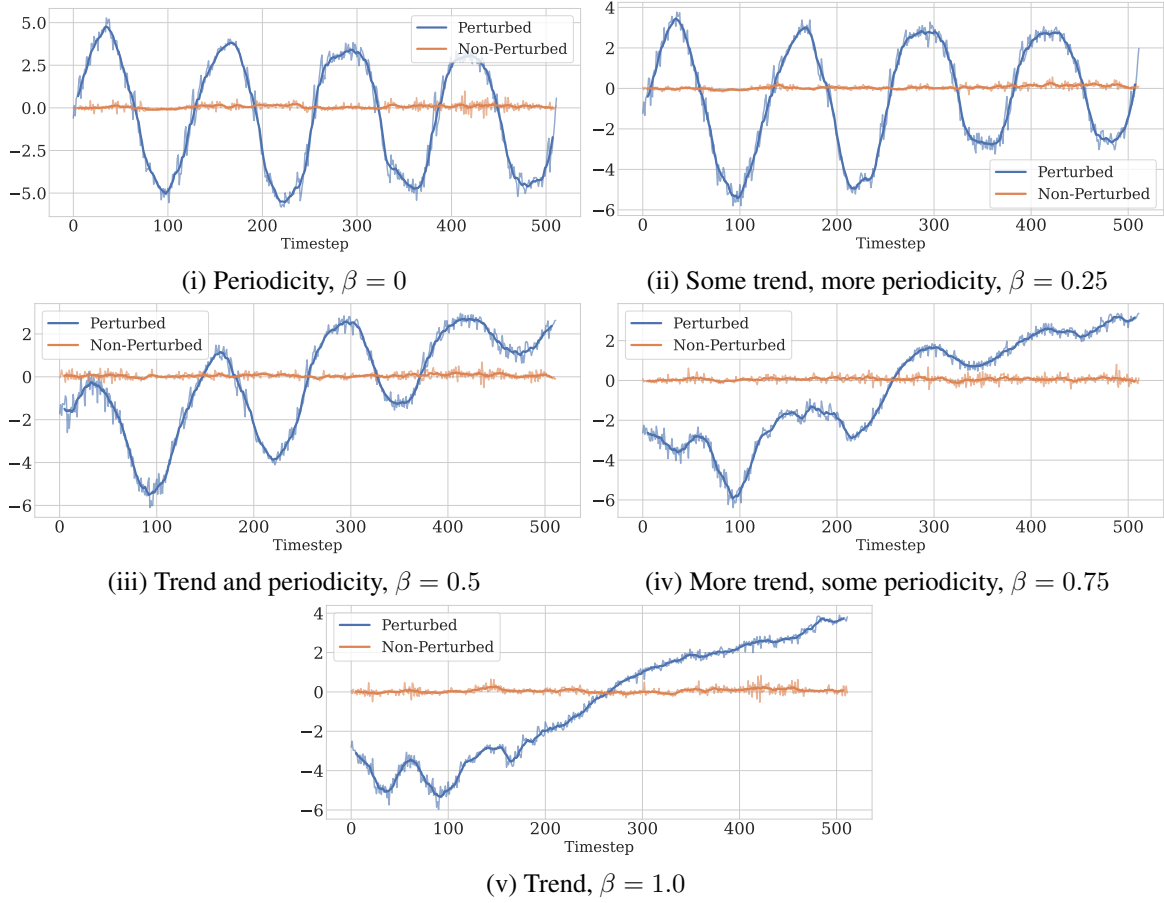 5.0
2.5
0.0
−2.5
−5.0
Perturbed
Non-Perturbed
0 100 200 300 400 500
Timestep
(i) Periodicity, β = 0
4
2
0
−2
−4
−6
Perturbed
Non-Perturbed
0 100 200 300 400 500
Timestep
(ii) Some trend, more periodicity, β = 0.25
2
0
−2
−4
−6
Perturbed
Non-Perturbed
0 100 200 300 400 500
Timestep
(iii) Trend and periodicity, β = 0.5
2
0
−2
−4
−6
Perturbed
Non-Perturbed
0 100 200 300 400 500
Timestep
(iv) More trend, some periodicity, β = 0.75
4
2
0
−2
−4
−6
Perturbed
Non-Perturbed
0 100 200 300 400 500
Timestep
(v) Trend, β = 1.0